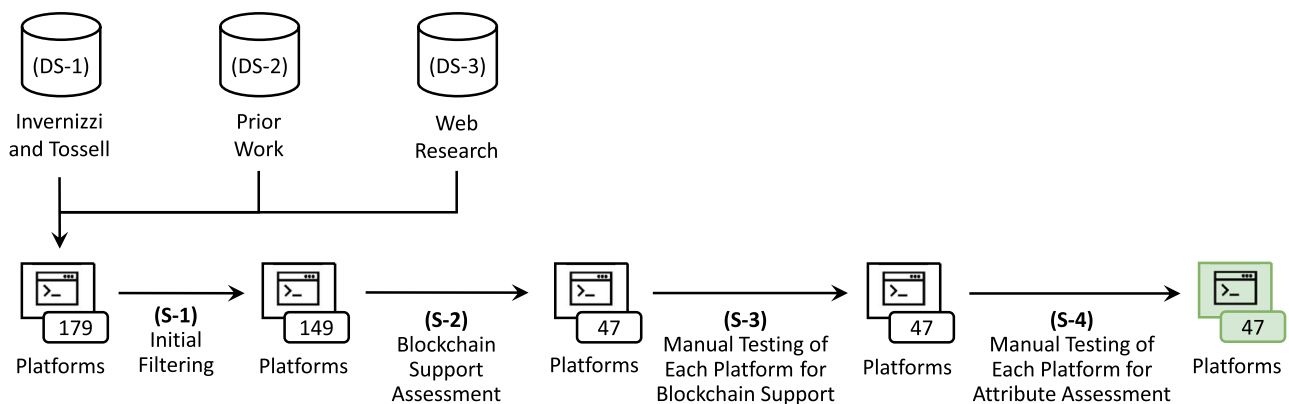 (DS-1)
Invernizzi
and Tossell
(DS-2)
Prior
Work
(DS-3)
Web
Research
>_
179
Platforms
(S-1)
Initial
Filtering
>_
149
Platforms
(S-2)
Blockchain
Support
Assessment
>_
47
Platforms
(S-3)
Manual Testing of
Each Platform for
Blockchain Support
>_
47
Platforms
(S-4)
Manual Testing of
Each Platform for
Attribute Assessment
>_
47
Platforms